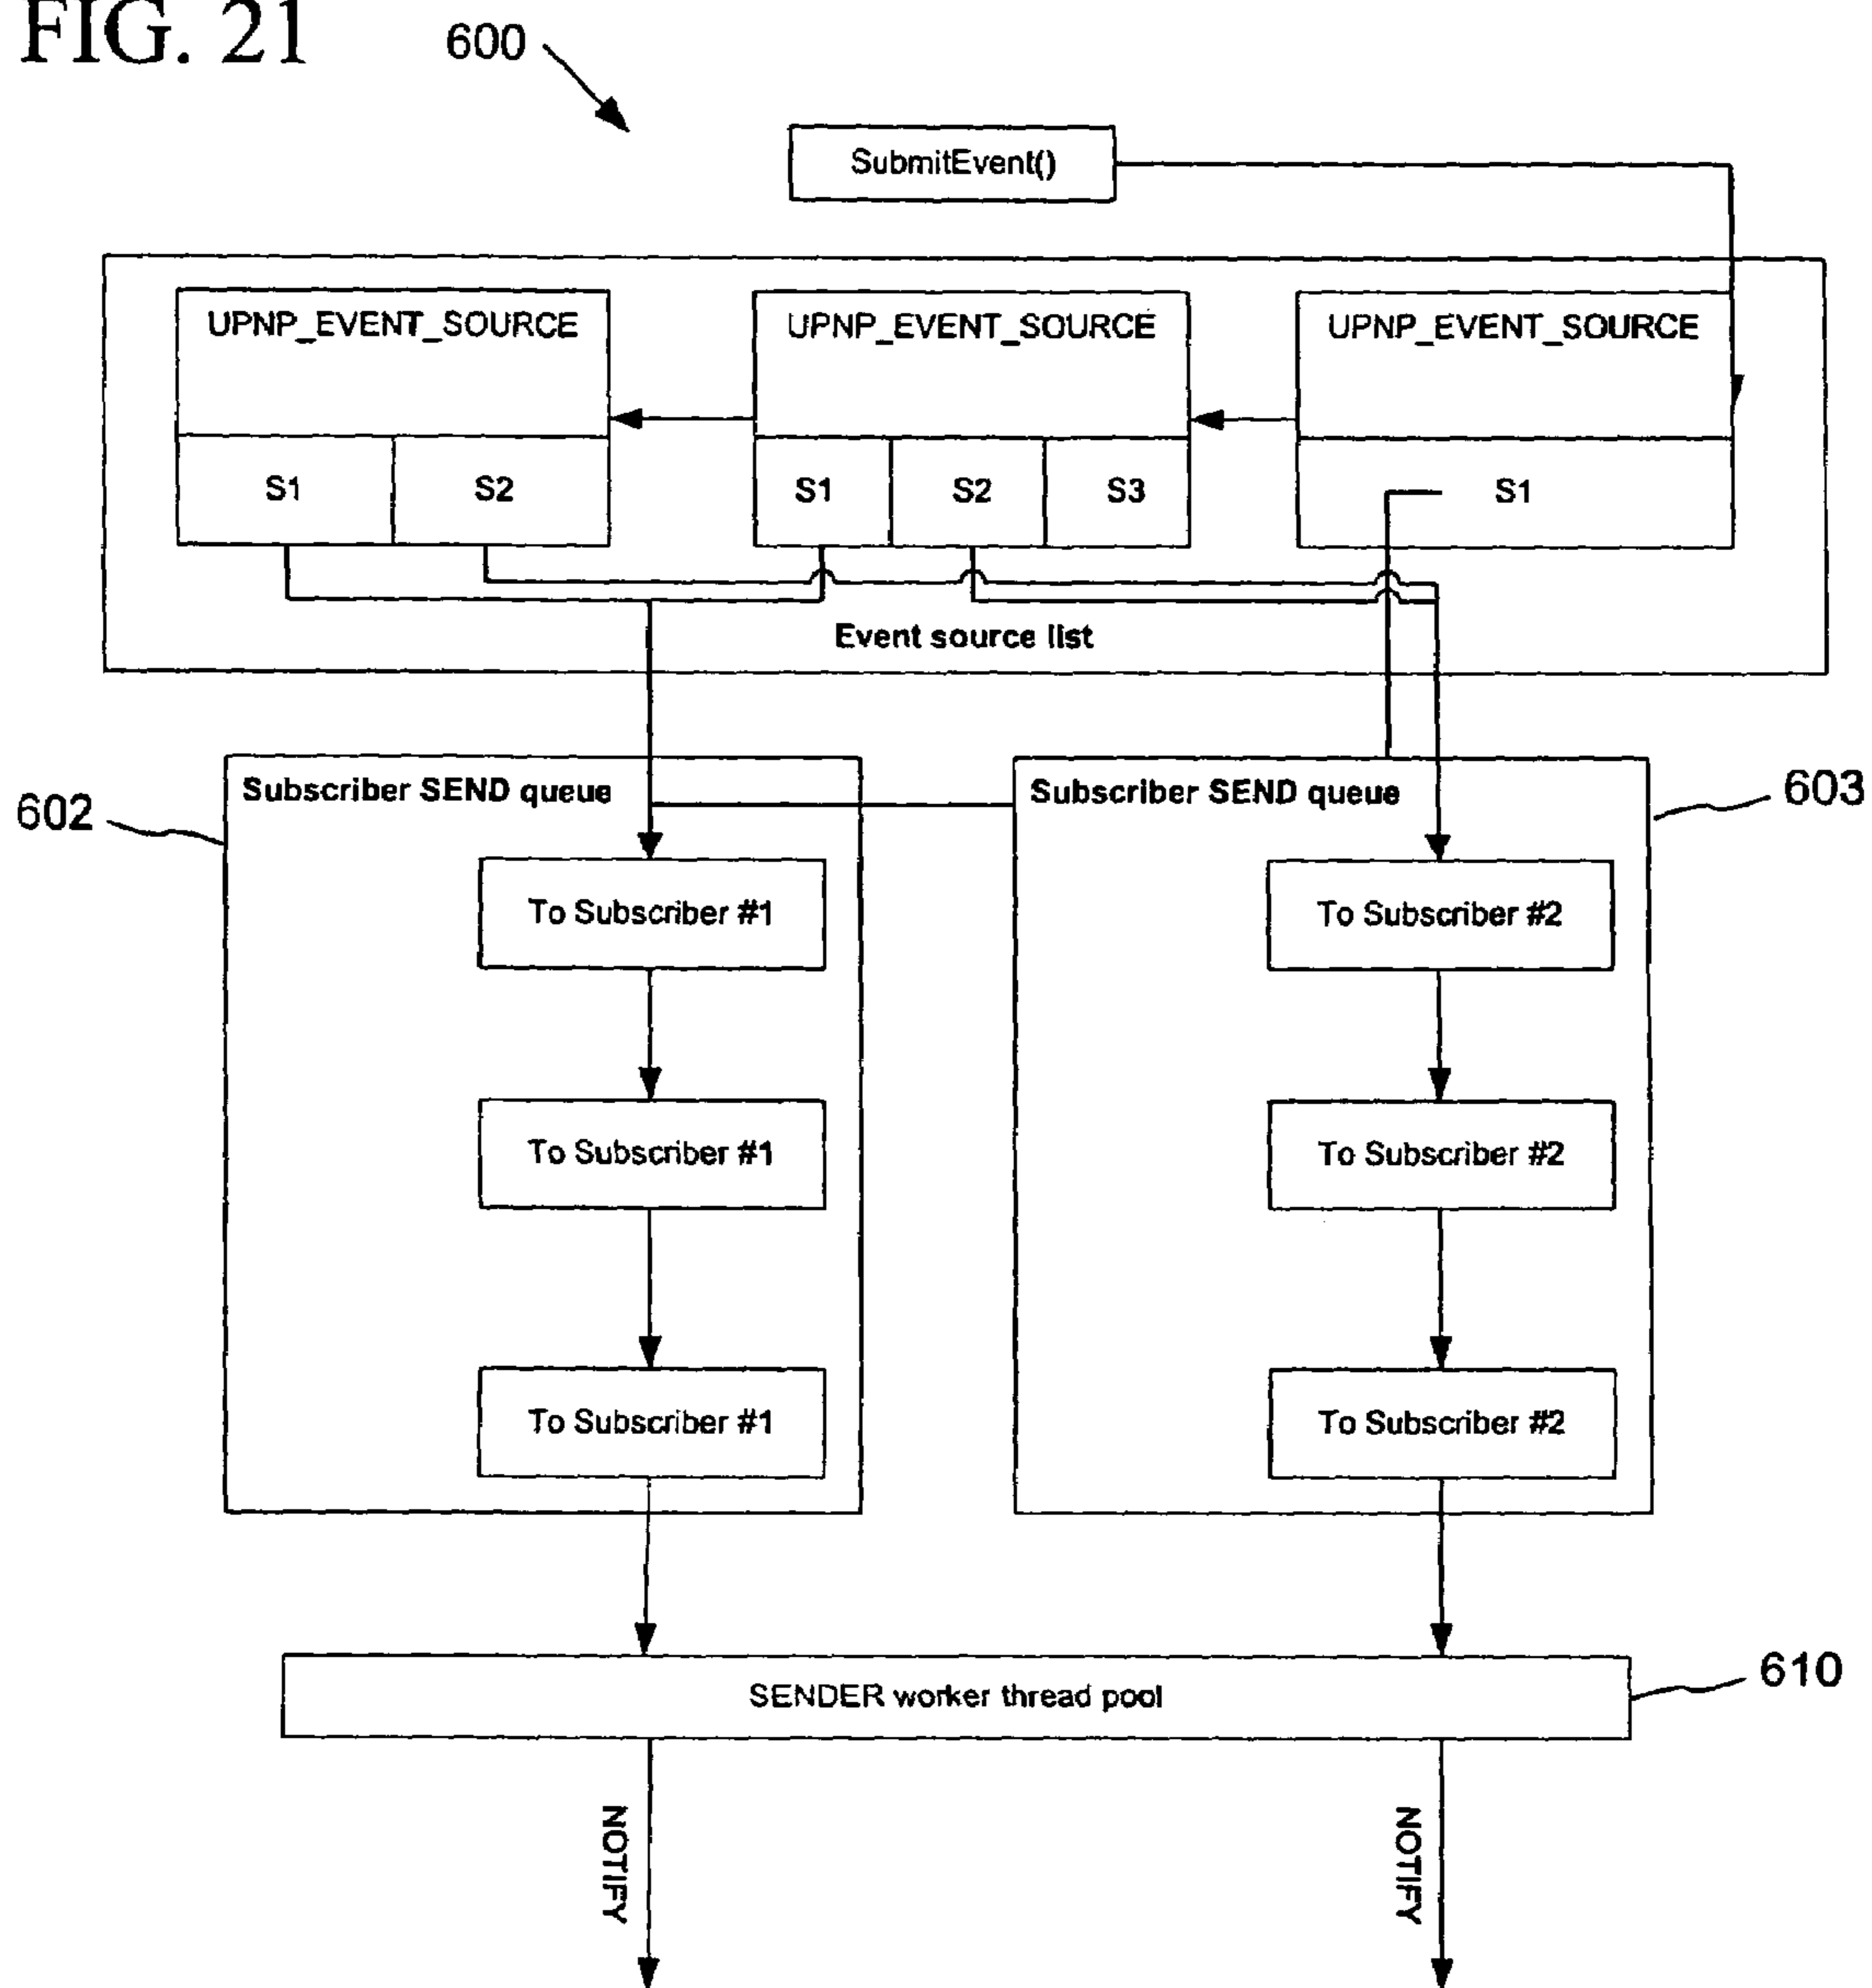 FIG. 21
600
SubmitEvent()
UPNP_EVENT_SOURCE
UPNP_EVENT_SOURCE
UPNP_EVENT_SOURCE
S1
S2
S1
S2
S3
S1
Event source list
602
Subscriber SEND queue
Subscriber SEND queue
603
To Subscriber #1
To Subscriber #2
To Subscriber #1
To Subscriber #2
To Subscriber #1
To Subscriber #2
SENDER worker thread pool
610
NOTIFY
NOTIFY